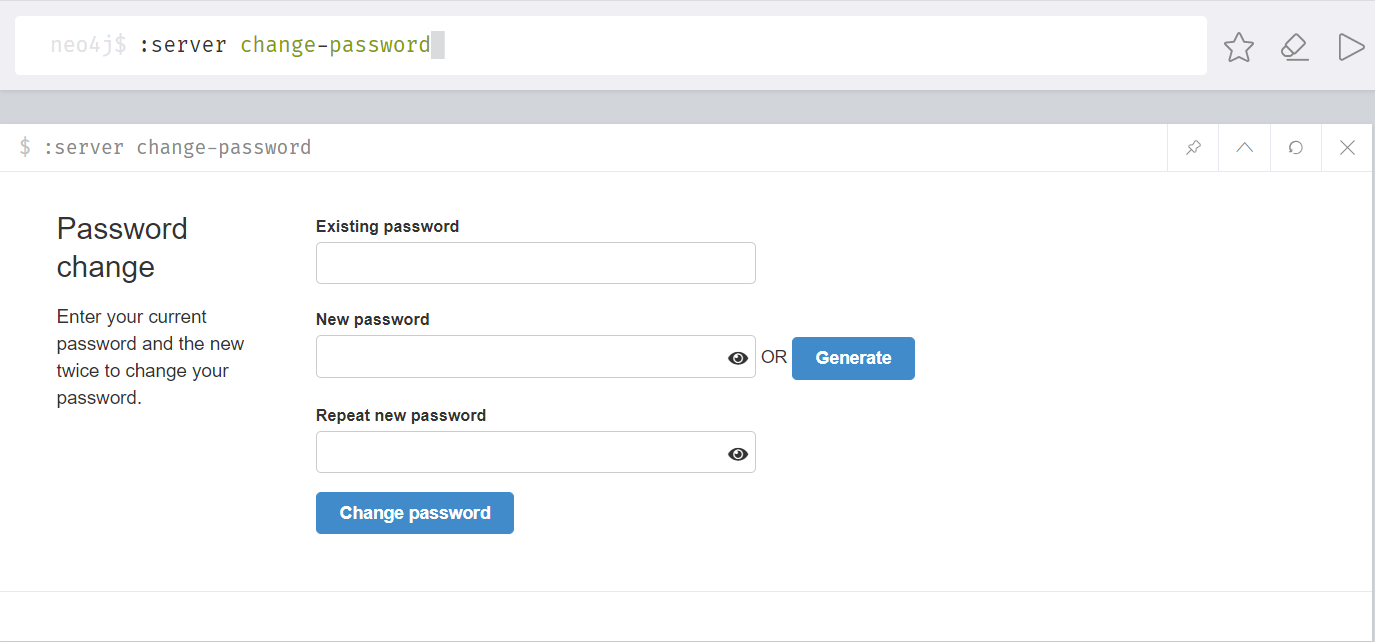 neo4j$ :server change-password
$ :server change-password
Password
change
Enter your current
password and the new
twice to change your
password.
Existing password
New password
OR Generate
Repeat new password
Change password